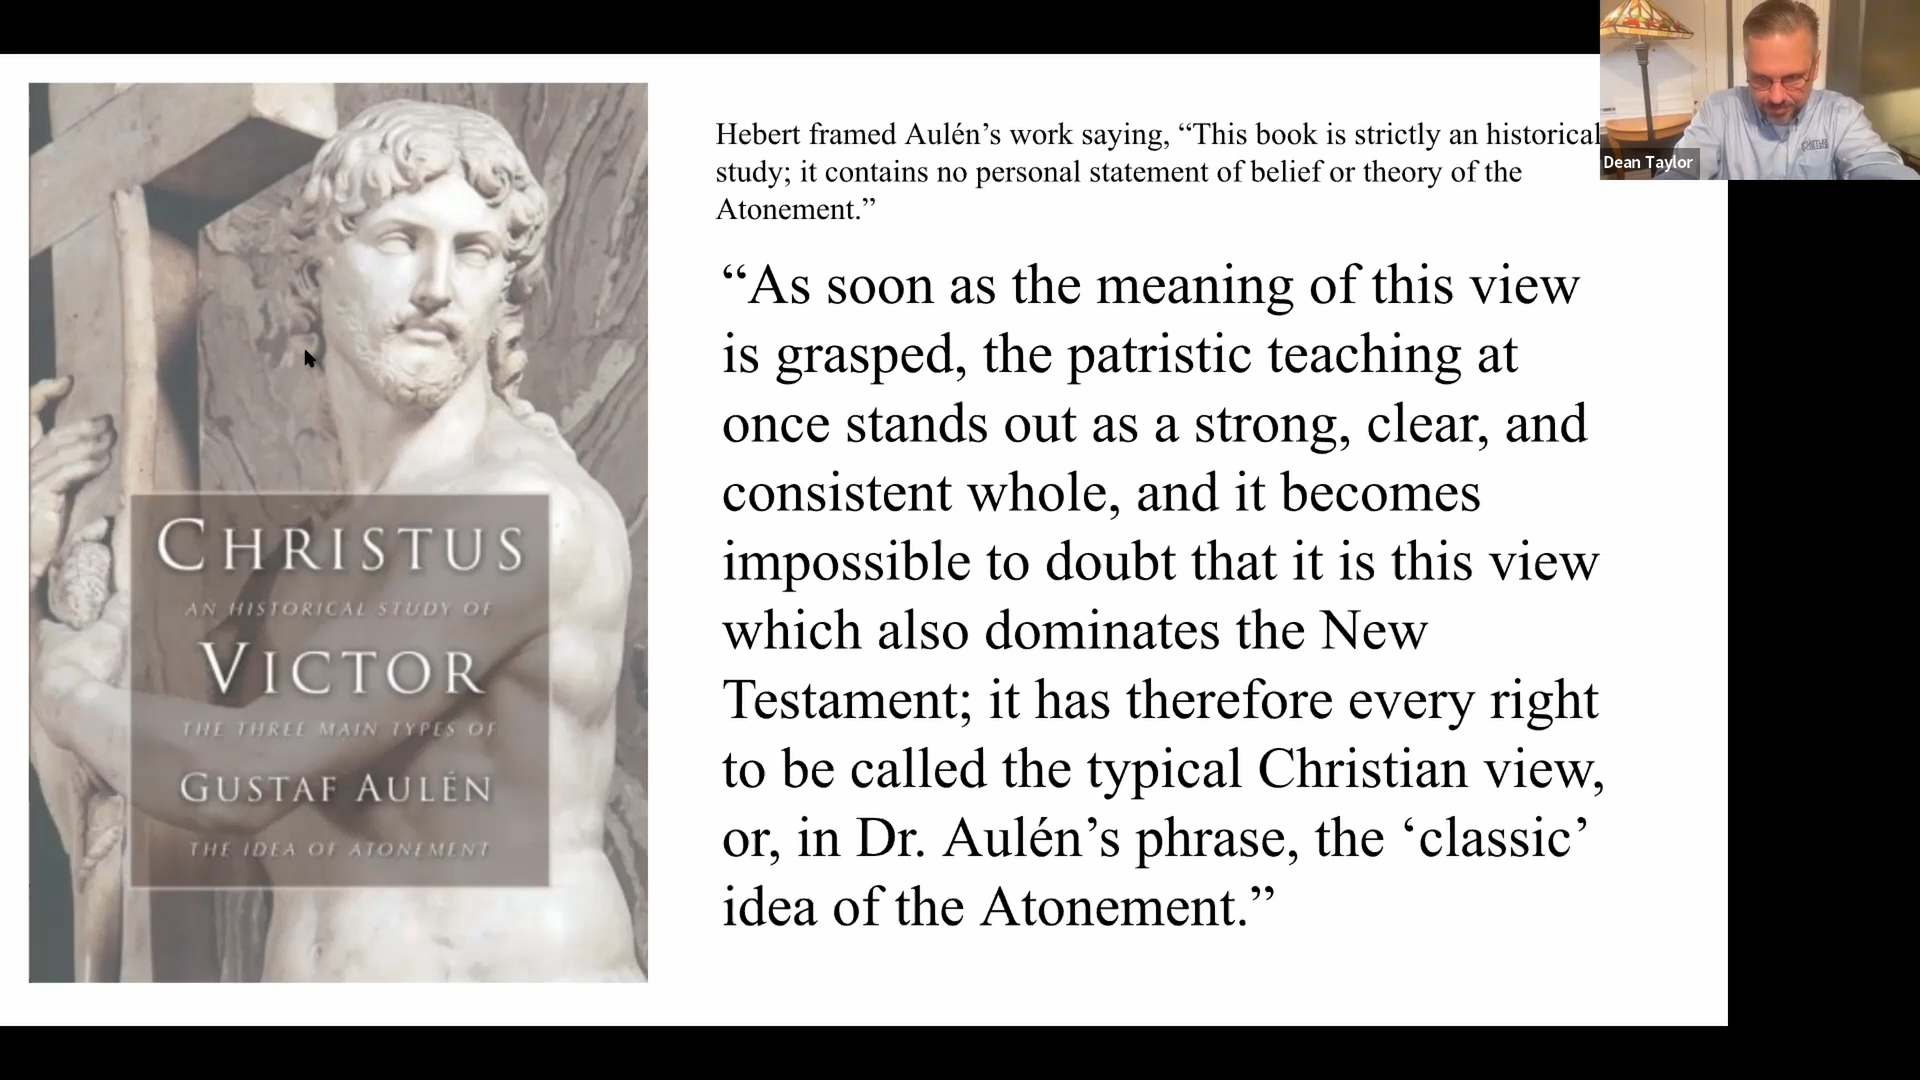 Hebert framed Aulén’s work saying, “This book is strictly an historical
study; it contains no personal statement of belief or theory of the
Atonement.”
“As soon as the meaning of this view
is grasped, the patristic teaching at
once stands out as a strong, clear, and
consistent whole, and it becomes
impossible to doubt that it is this view
which also dominates the New
Testament; it has therefore every right
to be called the typical Christian view,
or, in Dr. Aulén’s phrase, the ‘classic’
idea of the Atonement.”
CHRISTUS
AN HISTORICAL STUDY OF
VICTOR
THE THREE MAIN TYPES OF
GUSTAF AULÉN
THE IDEA OF ATONEMENT
Dean Taylor